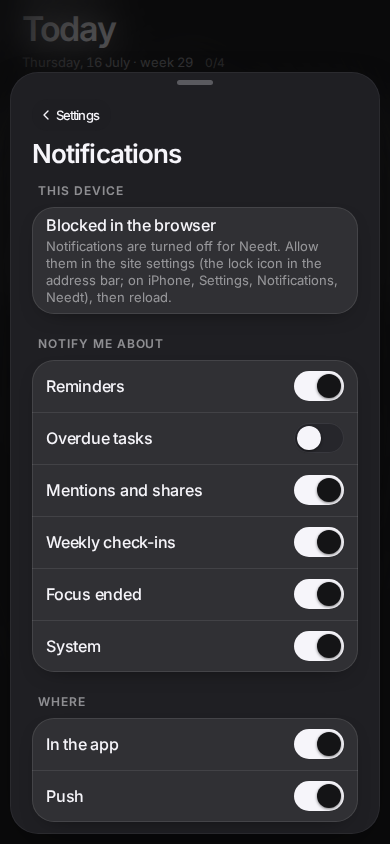 Today
Thursday, 16 July · week 29 0/4
Settings
Notifications
THIS DEVICE
Blocked in the browser
Notifications are turned off for Needt. Allow
them in the site settings (the lock icon in the
address bar; on iPhone, Settings, Notifications,
Needt), then reload.
NOTIFY ME ABOUT
Reminders
Overdue tasks
Mentions and shares
Weekly check-ins
Focus ended
System
WHERE
In the app
Push